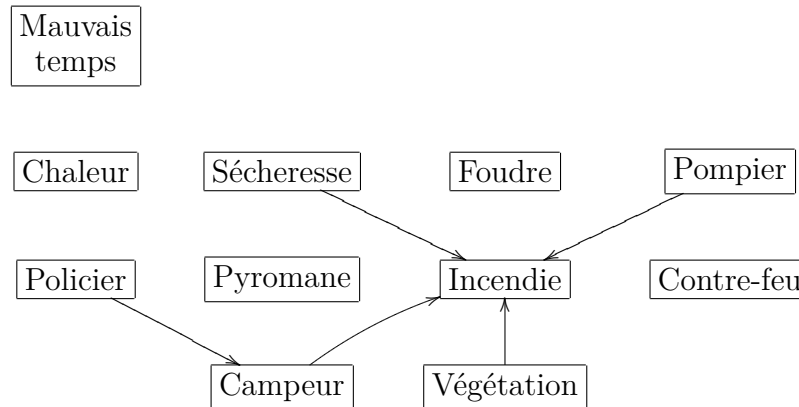 Mauvais
temps
Chaleur
Sécheresse
Foudre
Pompier
Policier
Pyromane
Incendie
Contre-feu
Campeur
Végétation